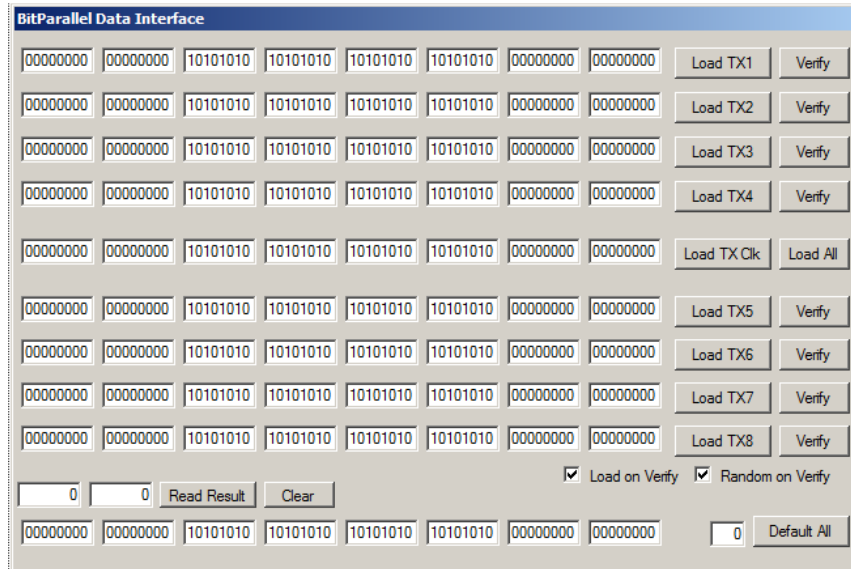 BitParallel Data Interface
00000000 00000000 10101010 10101010 10101010 10101010 00000000 00000000 Load TX1 Verify
00000000 00000000 10101010 10101010 10101010 10101010 00000000 00000000 Load TX2 Verify
00000000 00000000 10101010 10101010 10101010 10101010 00000000 00000000 Load TX3 Verify
00000000 00000000 10101010 10101010 10101010 10101010 00000000 00000000 Load TX4 Verify
00000000 00000000 10101010 10101010 10101010 10101010 00000000 00000000 Load TX Clk Load All
00000000 00000000 10101010 10101010 10101010 10101010 00000000 00000000 Load TX5 Verify
00000000 00000000 10101010 10101010 10101010 10101010 00000000 00000000 Load TX6 Verify
00000000 00000000 10101010 10101010 10101010 10101010 00000000 00000000 Load TX7 Verify
00000000 00000000 10101010 10101010 10101010 10101010 00000000 00000000 Load TX8 Verify
Load on Verify Random on Verify
0 0 Read Result Clear
00000000 00000000 10101010 10101010 10101010 10101010 00000000 00000000 0 Default All